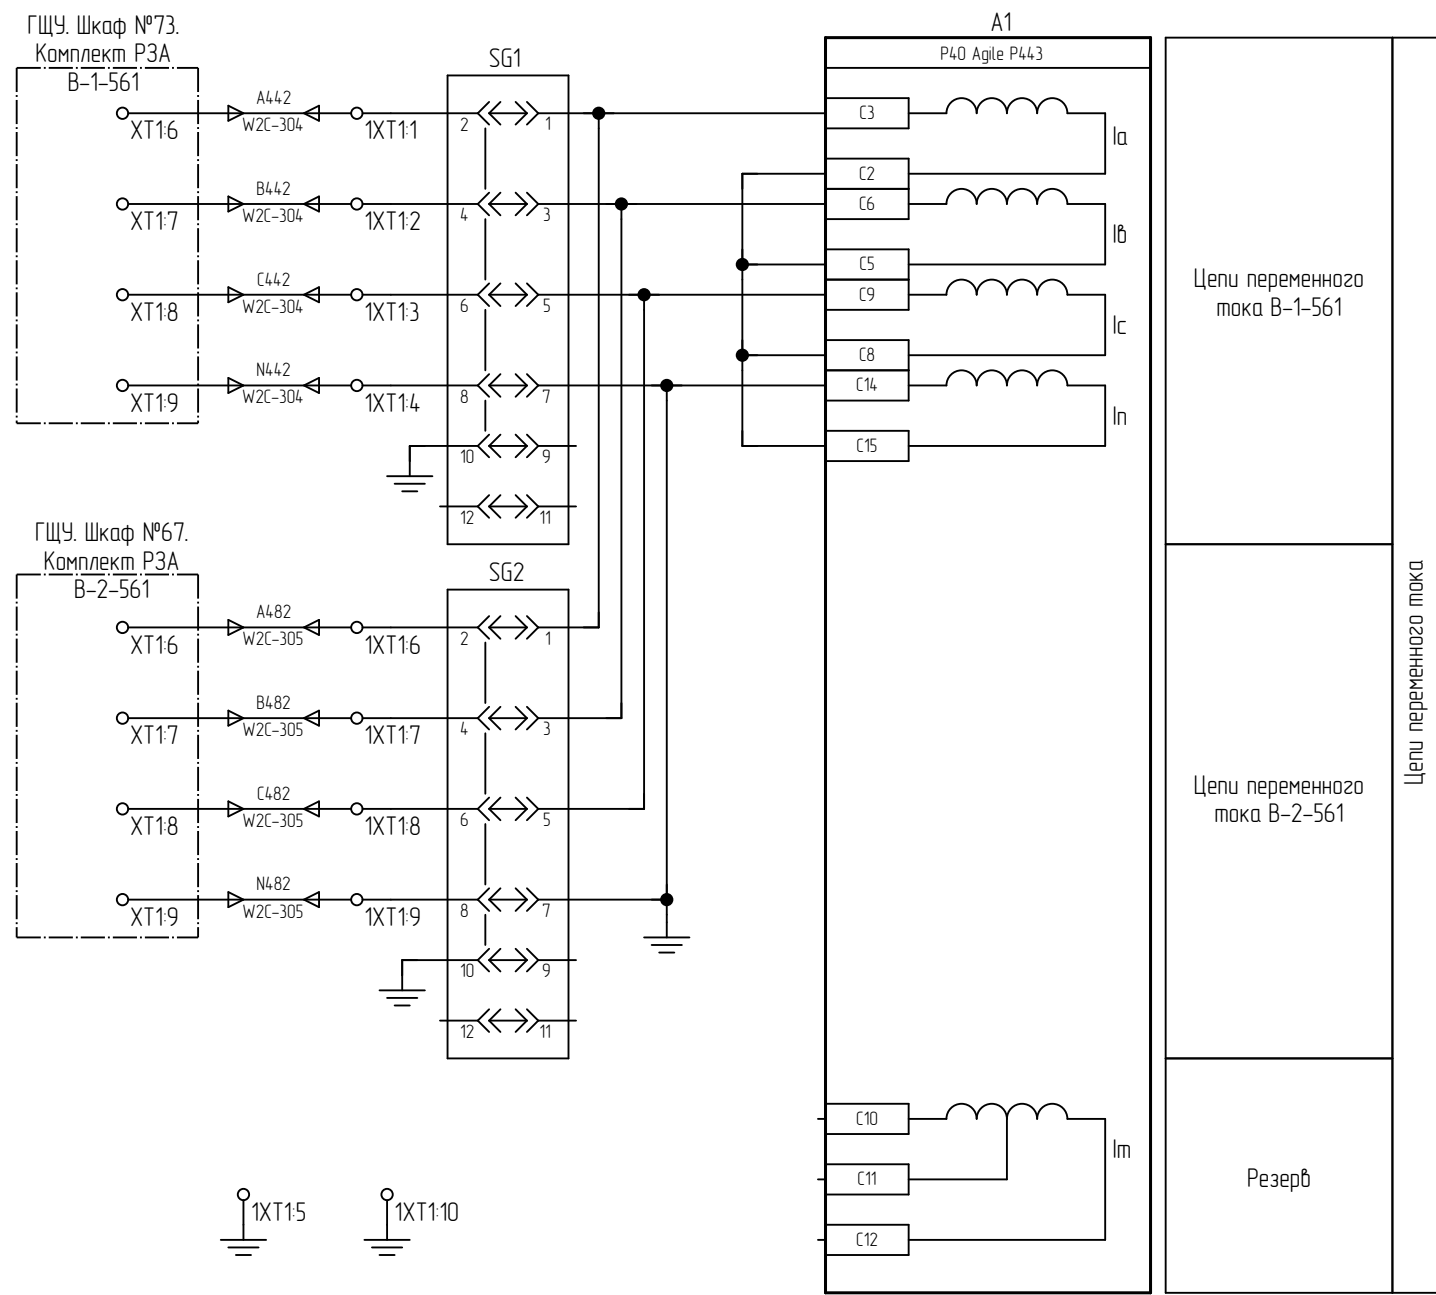 ГЩУ. Шкаф №73.
Комплект РЗА
В-1-561
XT1:6
A442
W2C-304
1XT1:1
XT1:7
B442
W2C-304
1XT1:2
XT1:8
C442
W2C-304
1XT1:3
XT1:9
N442
W2C-304
1XT1:4
SG1
2
1
4
3
6
5
8
7
10
9
12
11
ГЩУ. Шкаф №67.
Комплект РЗА
В-2-561
XT1:6
A482
W2C-305
1XT1:6
XT1:7
B482
W2C-305
1XT1:7
XT1:8
C482
W2C-305
1XT1:8
XT1:9
N482
W2C-305
1XT1:9
SG2
2
1
4
3
6
5
8
7
10
9
12
11
1XT1:5
1XT1:10
A1
P40 Agile P443
C3
Iа
C2
C6
Iв
C5
C9
Iс
C8
C14
In
C15
C10
Im
C11
C12
Цепи переменного
тока В-1-561
Цепи переменного
тока В-2-561
Резерв
Цепи переменного тока